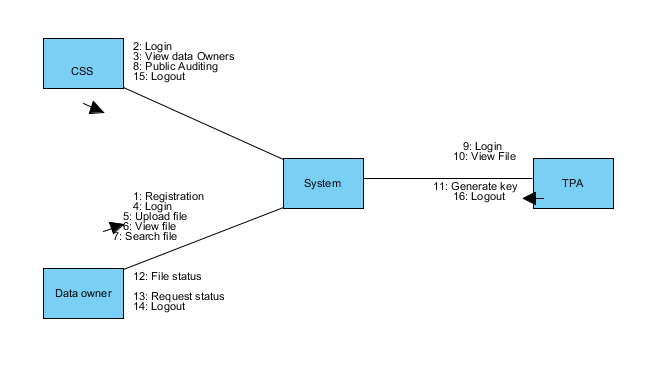 2: Login
3: View data Owners
8: Public Auditing
15: Logout
CSS
9: Login
10: View File
System
TPA
11: Generate key
16: Logout
1: Registration
4: Login
5: Upload file
6: View file
7: Search file
Data owner
12: File status
13: Request status
14: Logout